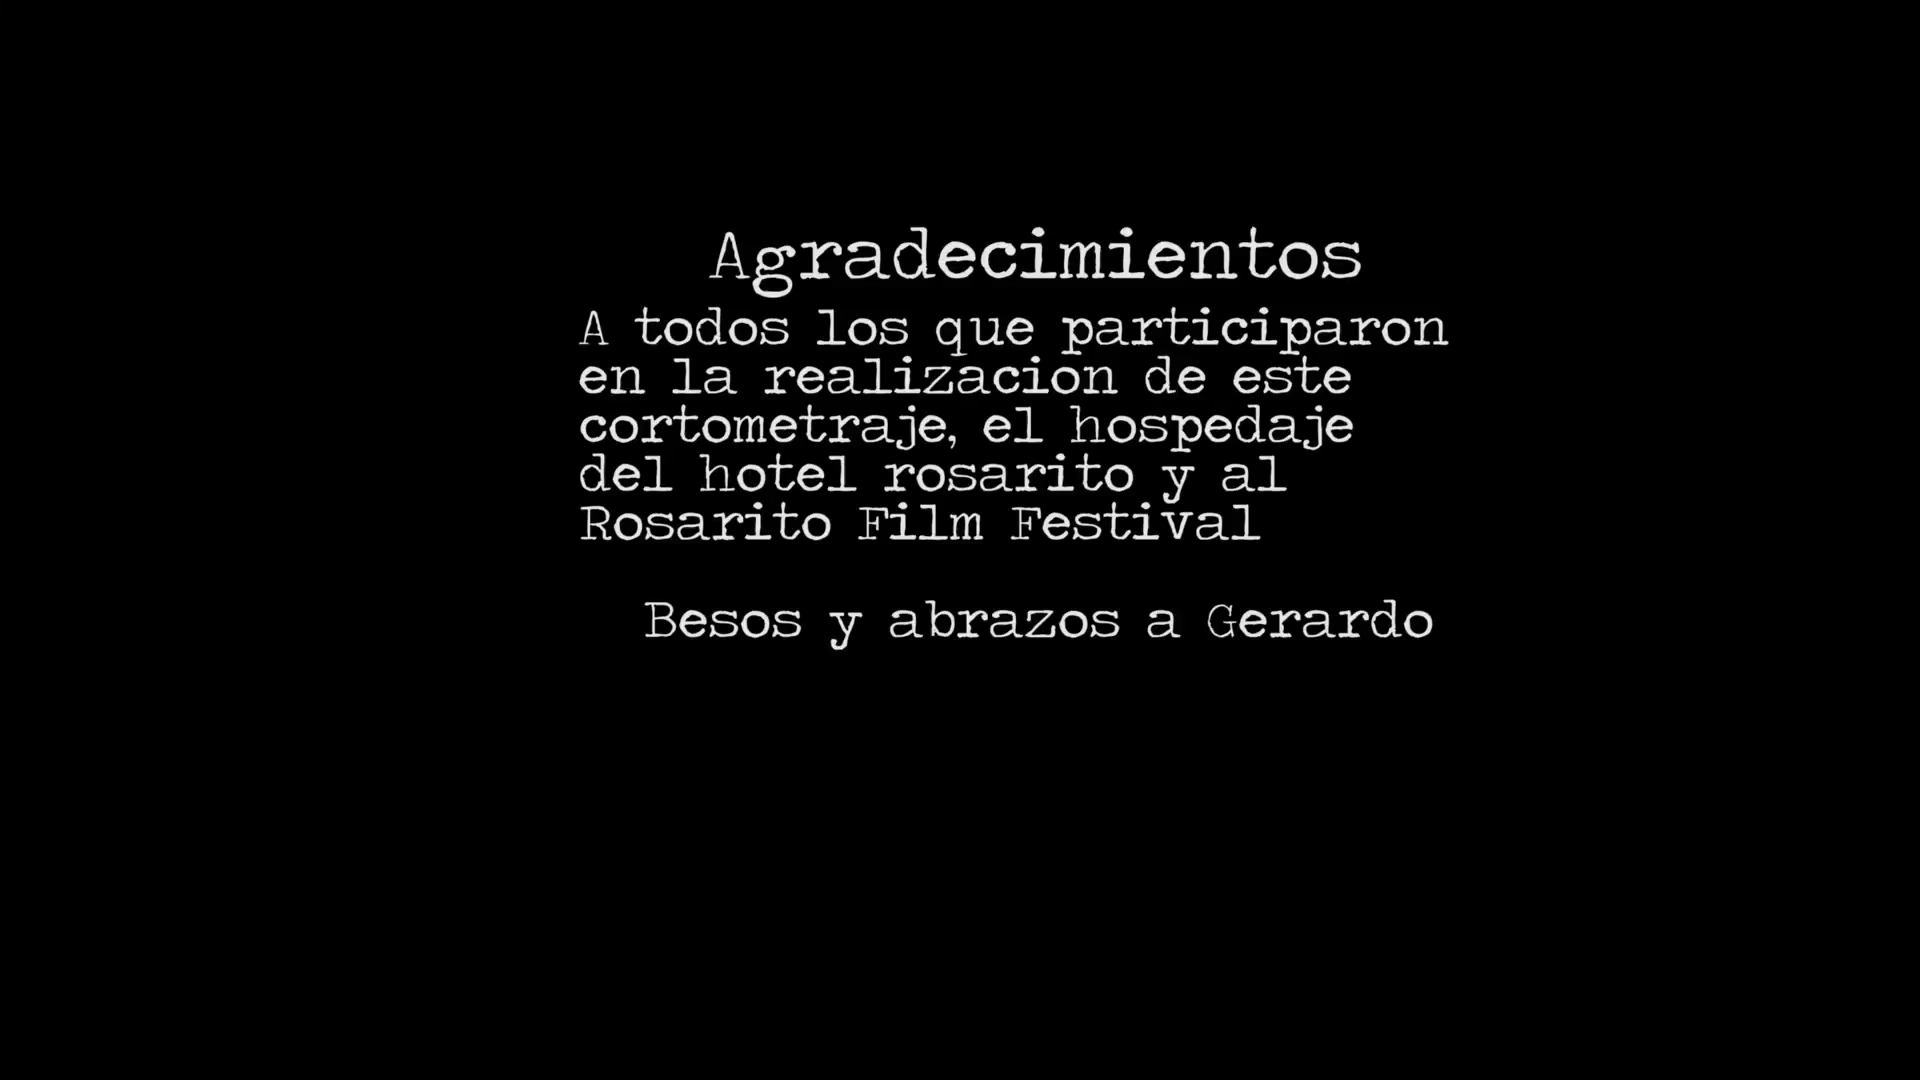 Agradecimientos
A todos los que participaron
en la realizacion de este
cortometraje, el hospedaje
del hotel rosarito y al
Rosarito Film Festival
Besos y abrazos a Gerardo